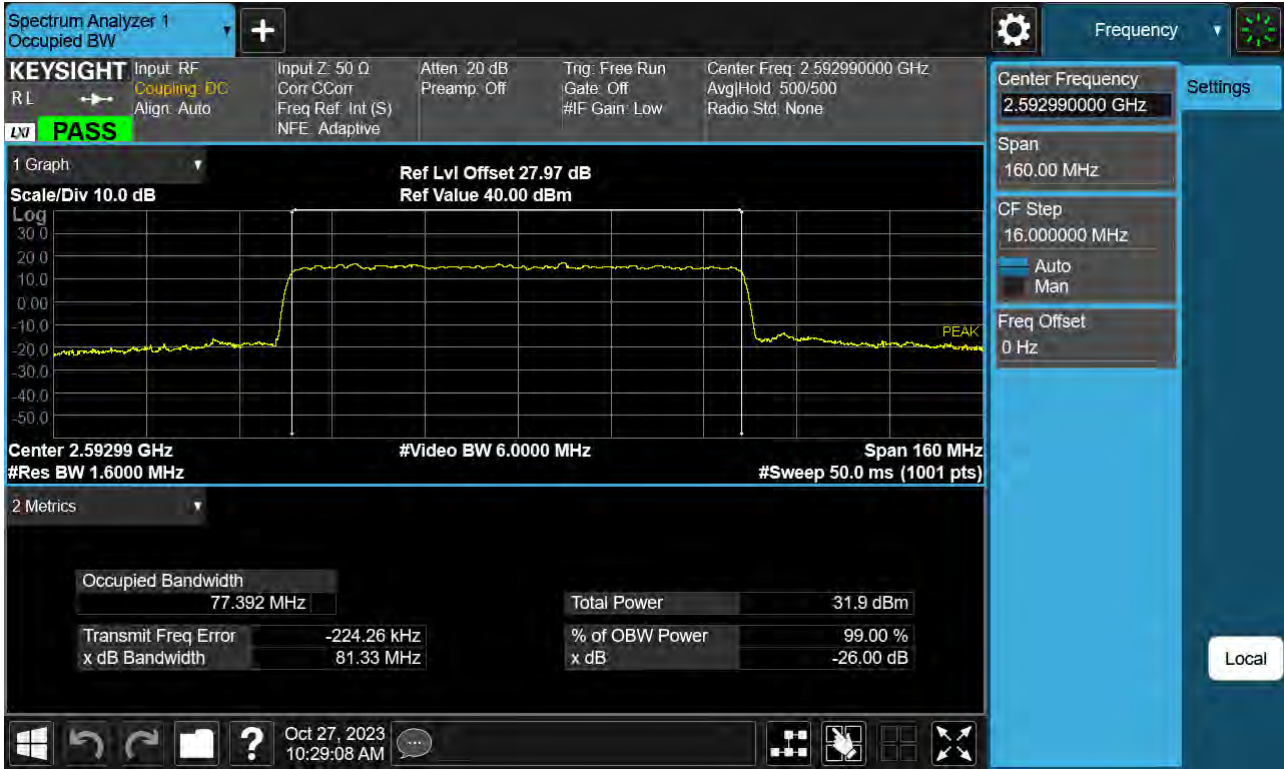 Spectrum Analyzer 1
Occupied BW
+
Frequency
KEYSIGHT
RL
LXI PASS
Input: RF
Coupling: DC
Align: Auto
Input Z: 50 Ω
Corr CCorr
Freq Ref: Int (S)
NFE: Adaptive
Atten: 20 dB
Preamp: Off
Trig: Free Run
Gate: Off
#IF Gain: Low
Center Freq: 2.592990000 GHz
Avg|Hold: 500/500
Radio Std: None
Center Frequency
2.592990000 GHz
Settings
Span
160.00 MHz
CF Step
16.000000 MHz
Auto
Man
Freq Offset
0 Hz
Local
1 Graph
Scale/Div 10.0 dB
Ref Lvl Offset 27.97 dB
Ref Value 40.00 dBm
Log
30.0
20.0
10.0
0.00
-10.0
-20.0
-30.0
-40.0
-50.0
PEAK
Center 2.59299 GHz
#Video BW 6.0000 MHz
Span 160 MHz
#Res BW 1.6000 MHz
#Sweep 50.0 ms (1001 pts)
2 Metrics
Occupied Bandwidth
77.392 MHz
Total Power 31.9 dBm
Transmit Freq Error -224.26 kHz
% of OBW Power 99.00 %
x dB Bandwidth 81.33 MHz
x dB -26.00 dB
?
Oct 27, 2023
10:29:08 AM